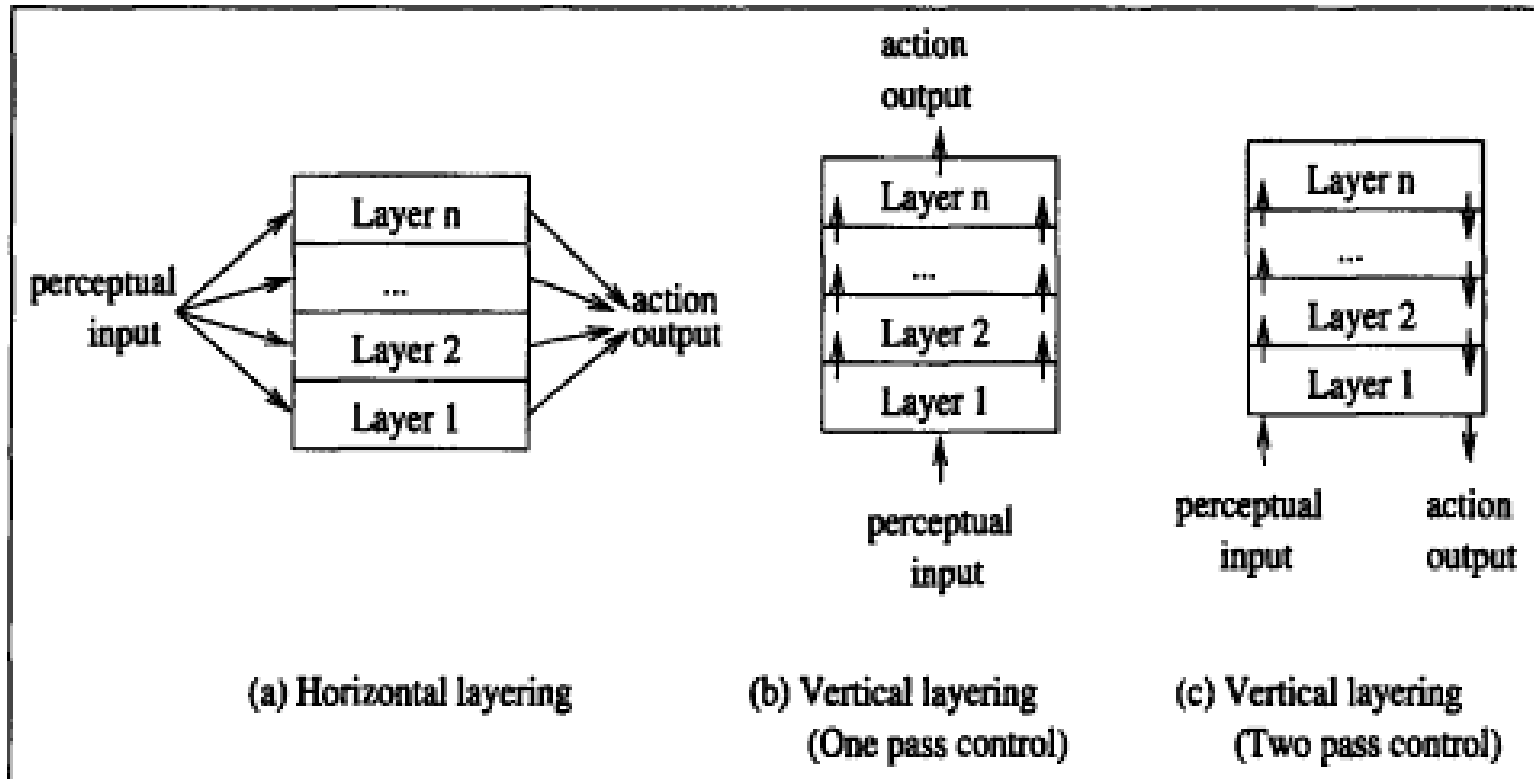 perceptual
input
Layer n
...
Layer 2
Layer 1
action
output
(a) Horizontal layering
action
output
Layer n
...
Layer 2
Layer 1
perceptual
input
(b) Vertical layering
(One pass control)
Layer n
...
Layer 2
Layer 1
perceptual
input
action
output
(c) Vertical layering
(Two pass control)